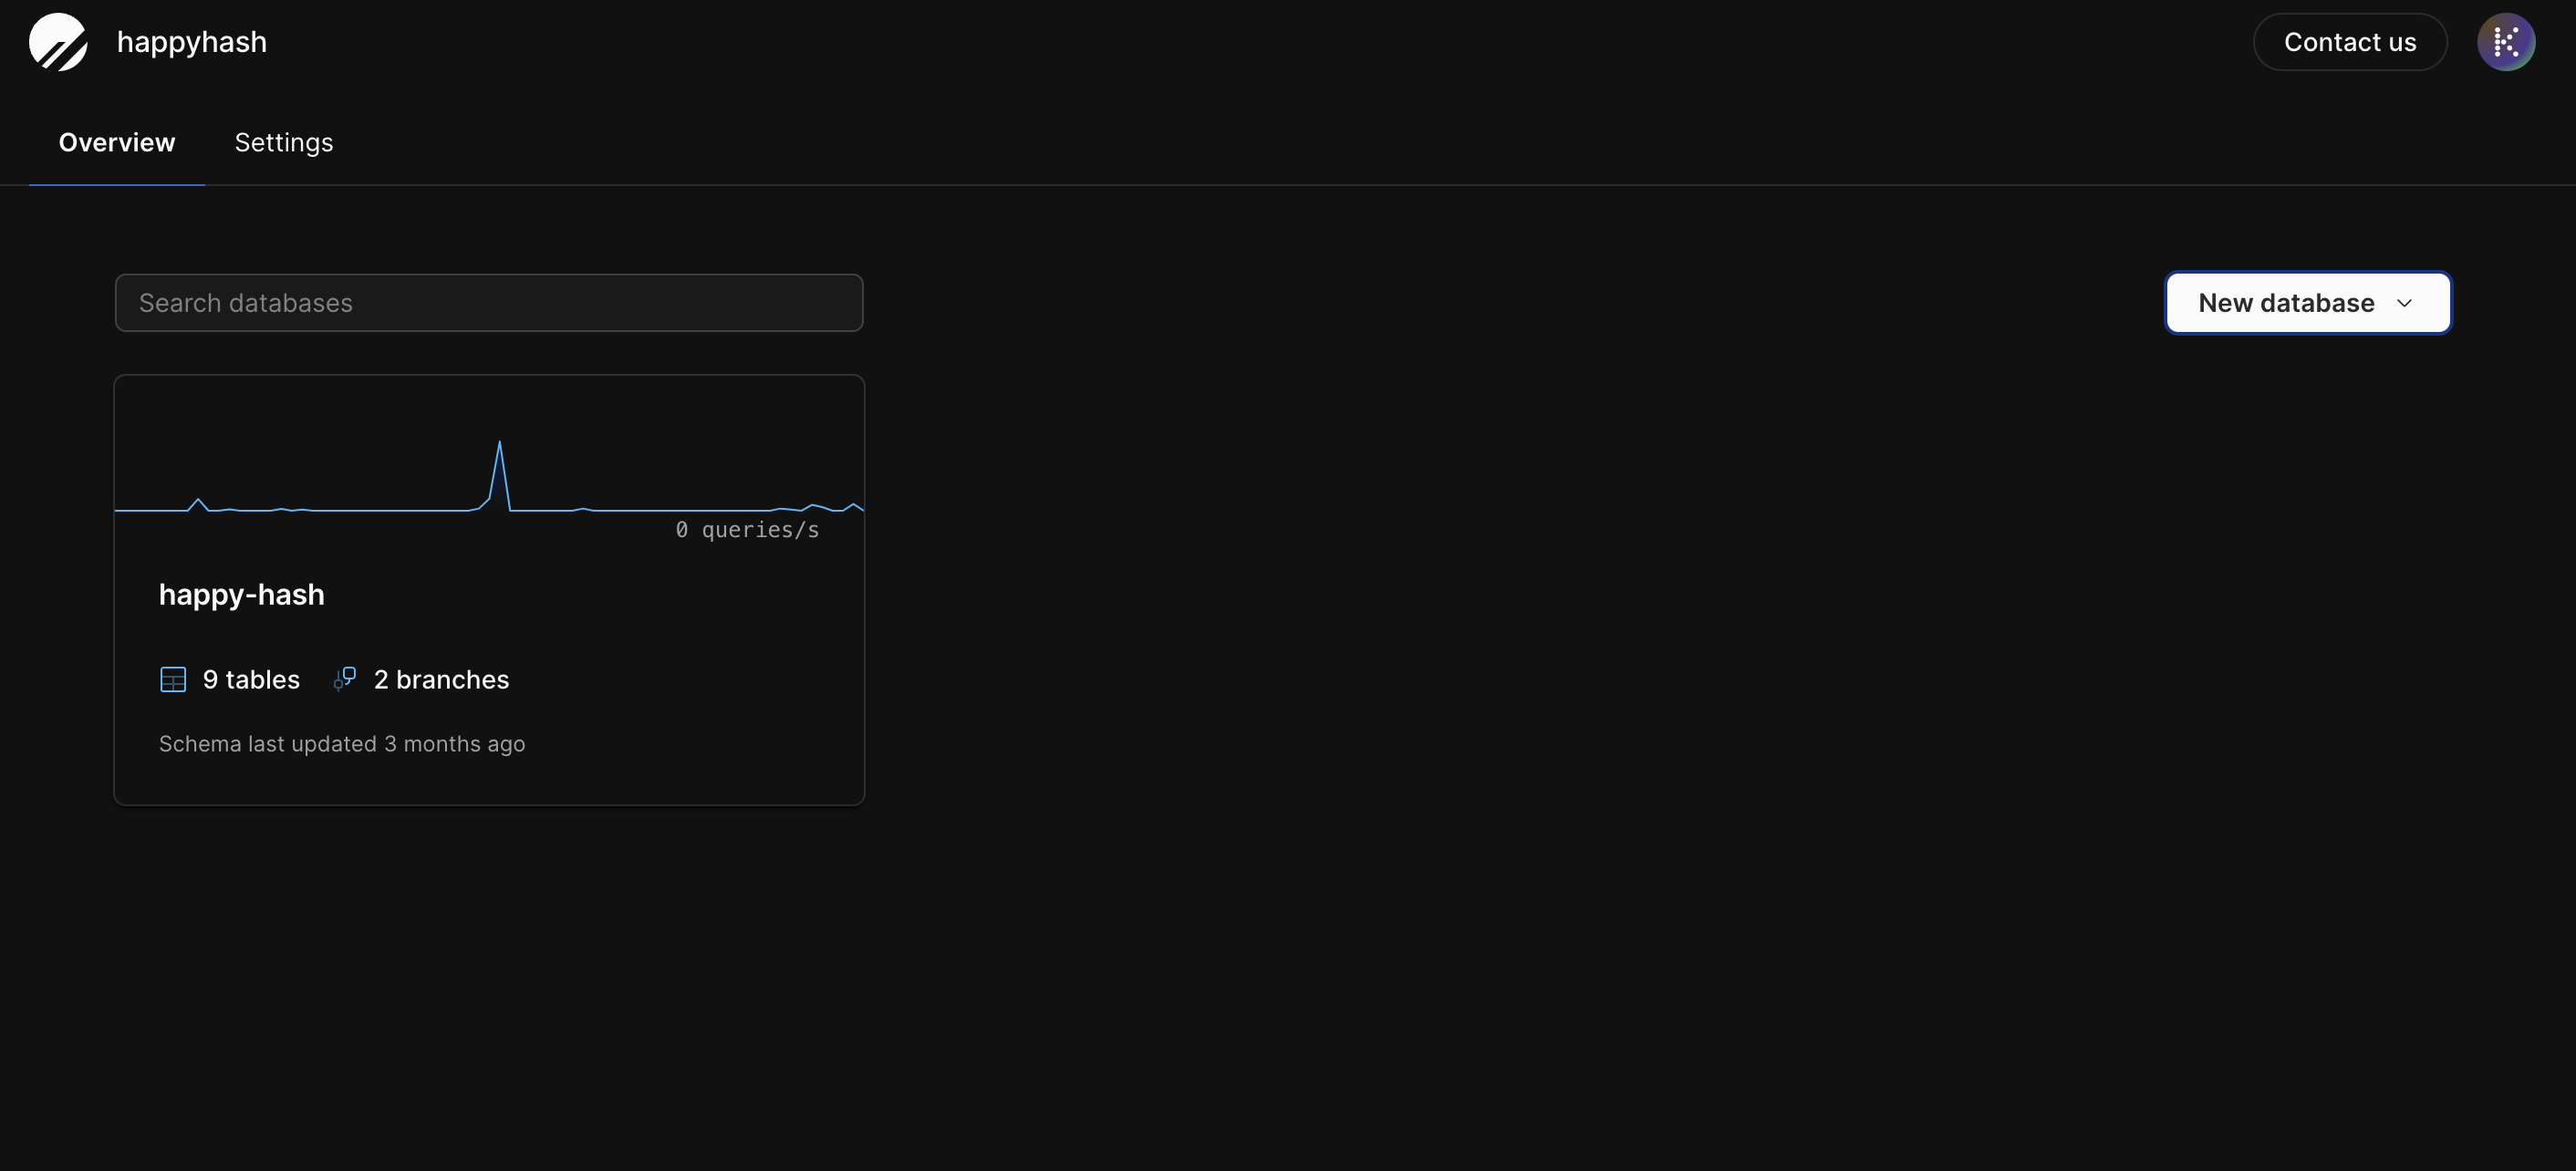 happyhash
Contact us
Overview
Settings
Search databases
New database
0 queries/s
happy-hash
9 tables
2 branches
Schema last updated 3 months ago